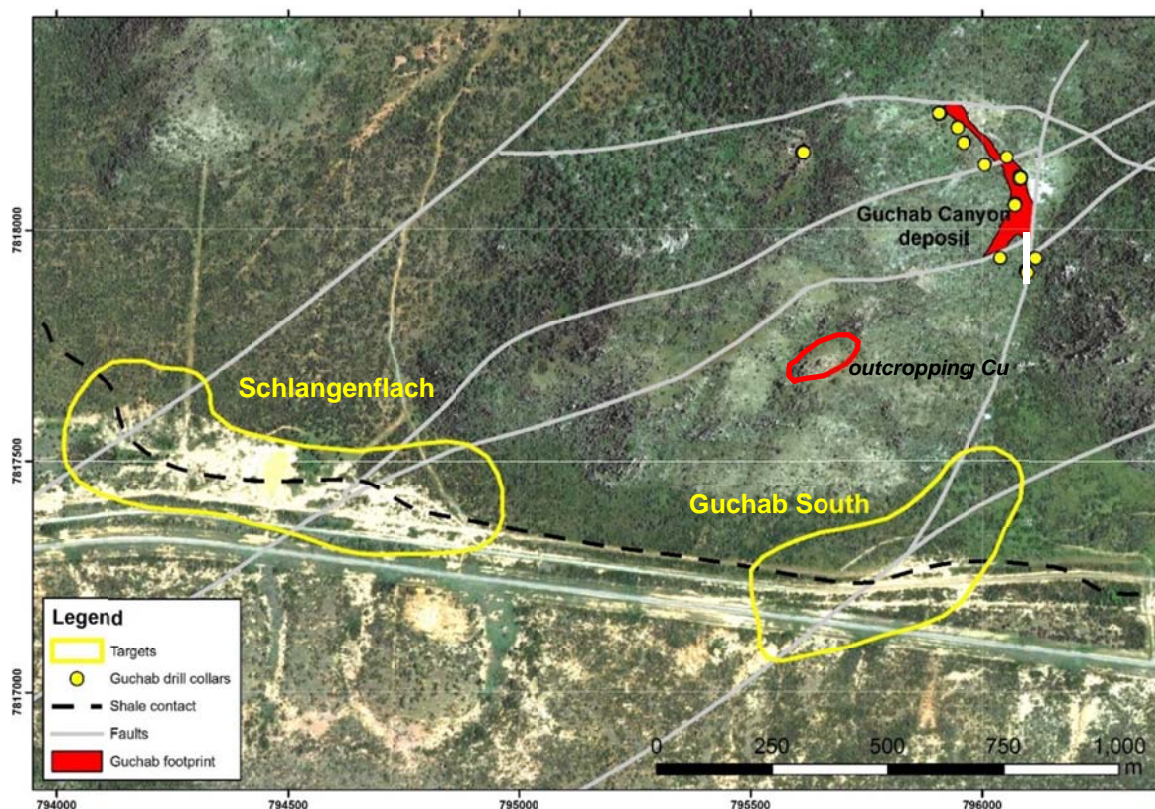 7818000
7817500
7817000
Guchab Canyon
deposil
Schlangenflach
outcropping Cu
Guchab South
Legend
Targets
Guchab drill collars
Shale contact
Faults
Guchab footprint
0 250 500 750 1,000
m
794000 794500 795000 795500 796000